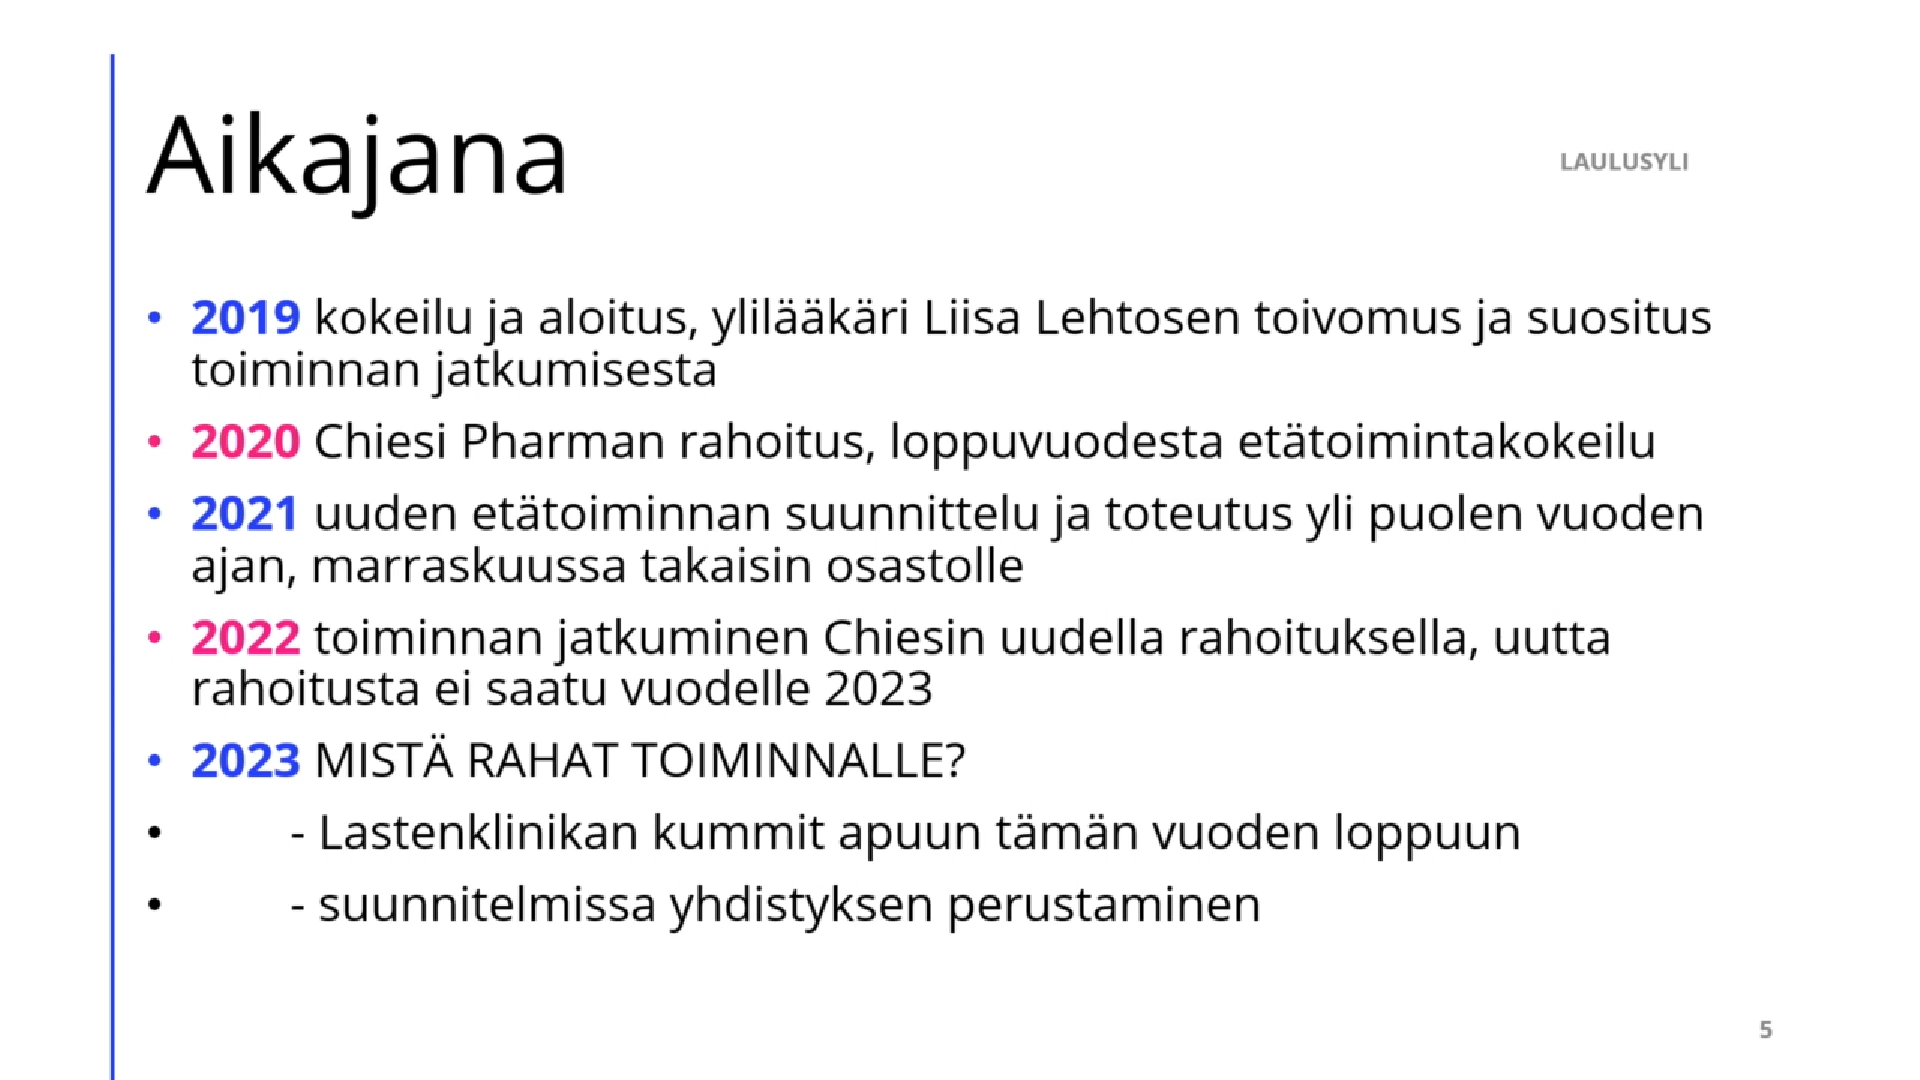 Aikajana
LAULUSYLI
• 2019 kokeilu ja aloitus, ylilääkäri Liisa Lehtosen toivomus ja suositus
toiminnan jatkumisesta
• 2020 Chiesi Pharman rahoitus, loppuvuodesta etätoimintakokeilu
• 2021 uuden etätoiminnan suunnittelu ja toteutus yli puolen vuoden
ajan, marraskuussa takaisin osastolle
• 2022 toiminnan jatkuminen Chiesin uudella rahoituksella, uutta
rahoitusta ei saatu vuodelle 2023
• 2023 MISTÄ RAHAT TOIMINNALLE?
• - Lastenklinikan kummit apuun tämän vuoden loppuun
• - suunnitelmissa yhdistyksen perustaminen
5